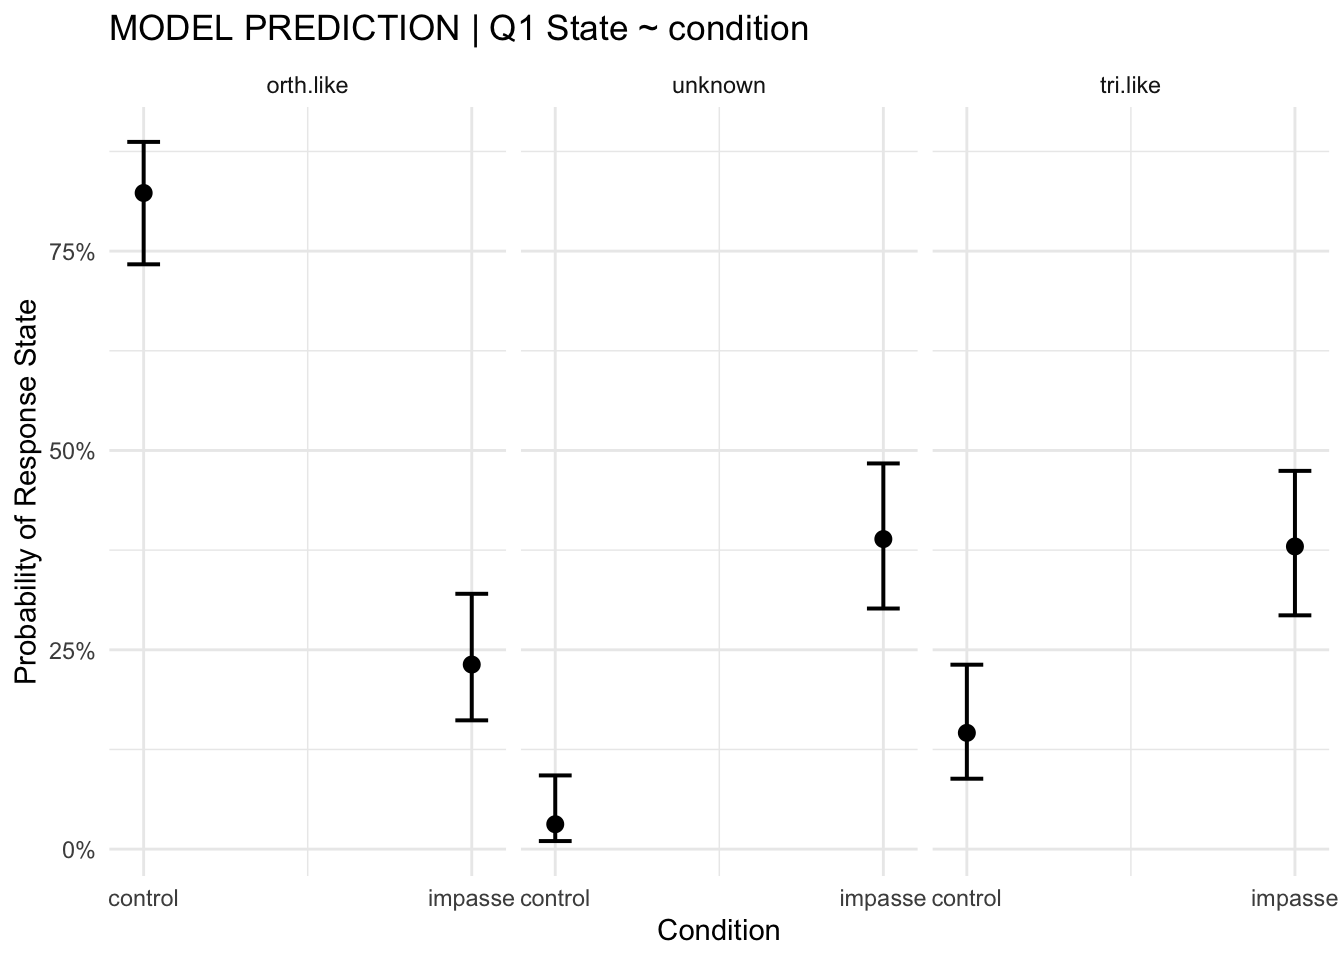 MODEL PREDICTION | Q1 State ~ condition
orth.like unknown tri.like
Probability of Response State
75%
50%
25%
0%
control impasse control impasse control impasse
Condition